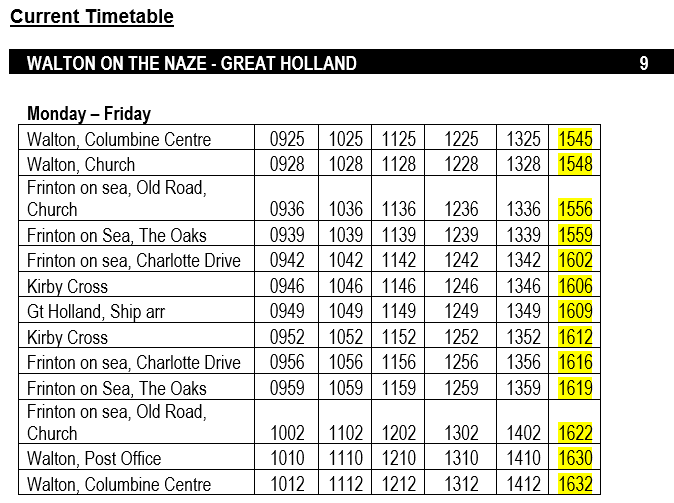 Current Timetable
WALTON ON THE NAZE - GREAT HOLLAND 9
Monday – Friday
Walton, Columbine Centre 0925 1025 1125 1225 1325 1545
Walton, Church 0928 1028 1128 1228 1328 1548
Frinton on sea, Old Road,
Church 0936 1036 1136 1236 1336 1556
Frinton on Sea, The Oaks 0939 1039 1139 1239 1339 1559
Frinton on sea, Charlotte Drive 0942 1042 1142 1242 1342 1602
Kirby Cross 0946 1046 1146 1246 1346 1606
Gt Holland, Ship arr 0949 1049 1149 1249 1349 1609
Kirby Cross 0952 1052 1152 1252 1352 1612
Frinton on sea, Charlotte Drive 0956 1056 1156 1256 1356 1616
Frinton on Sea, The Oaks 0959 1059 1159 1259 1359 1619
Frinton on sea, Old Road,
Church 1002 1102 1202 1302 1402 1622
Walton, Post Office 1010 1110 1210 1310 1410 1630
Walton, Columbine Centre 1012 1112 1212 1312 1412 1632